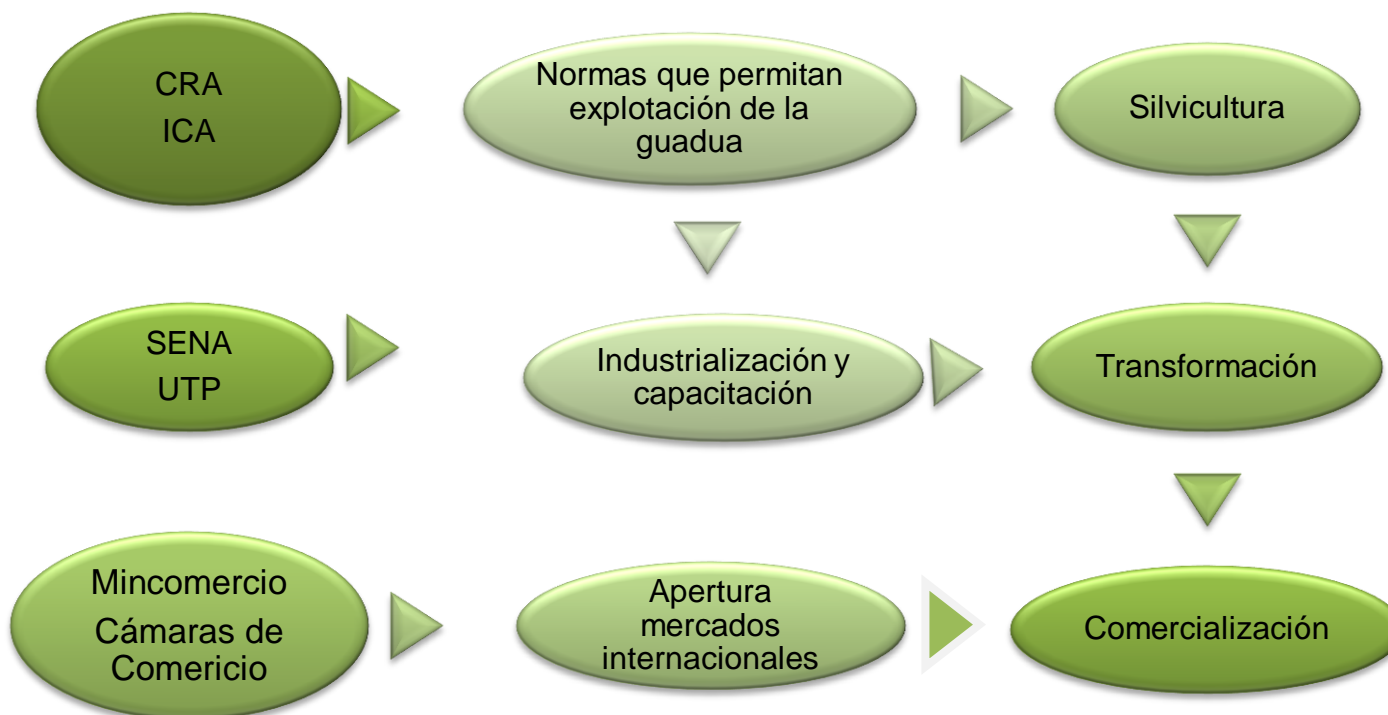 CRA
ICA
Normas que permitan
explotación de la
guadua
Silvicultura
SENA
UTP
Industrialización y
capacitación
Transformación
Mincomercio
Cámaras de
Comericio
Apertura
mercados
internacionales
Comercialización